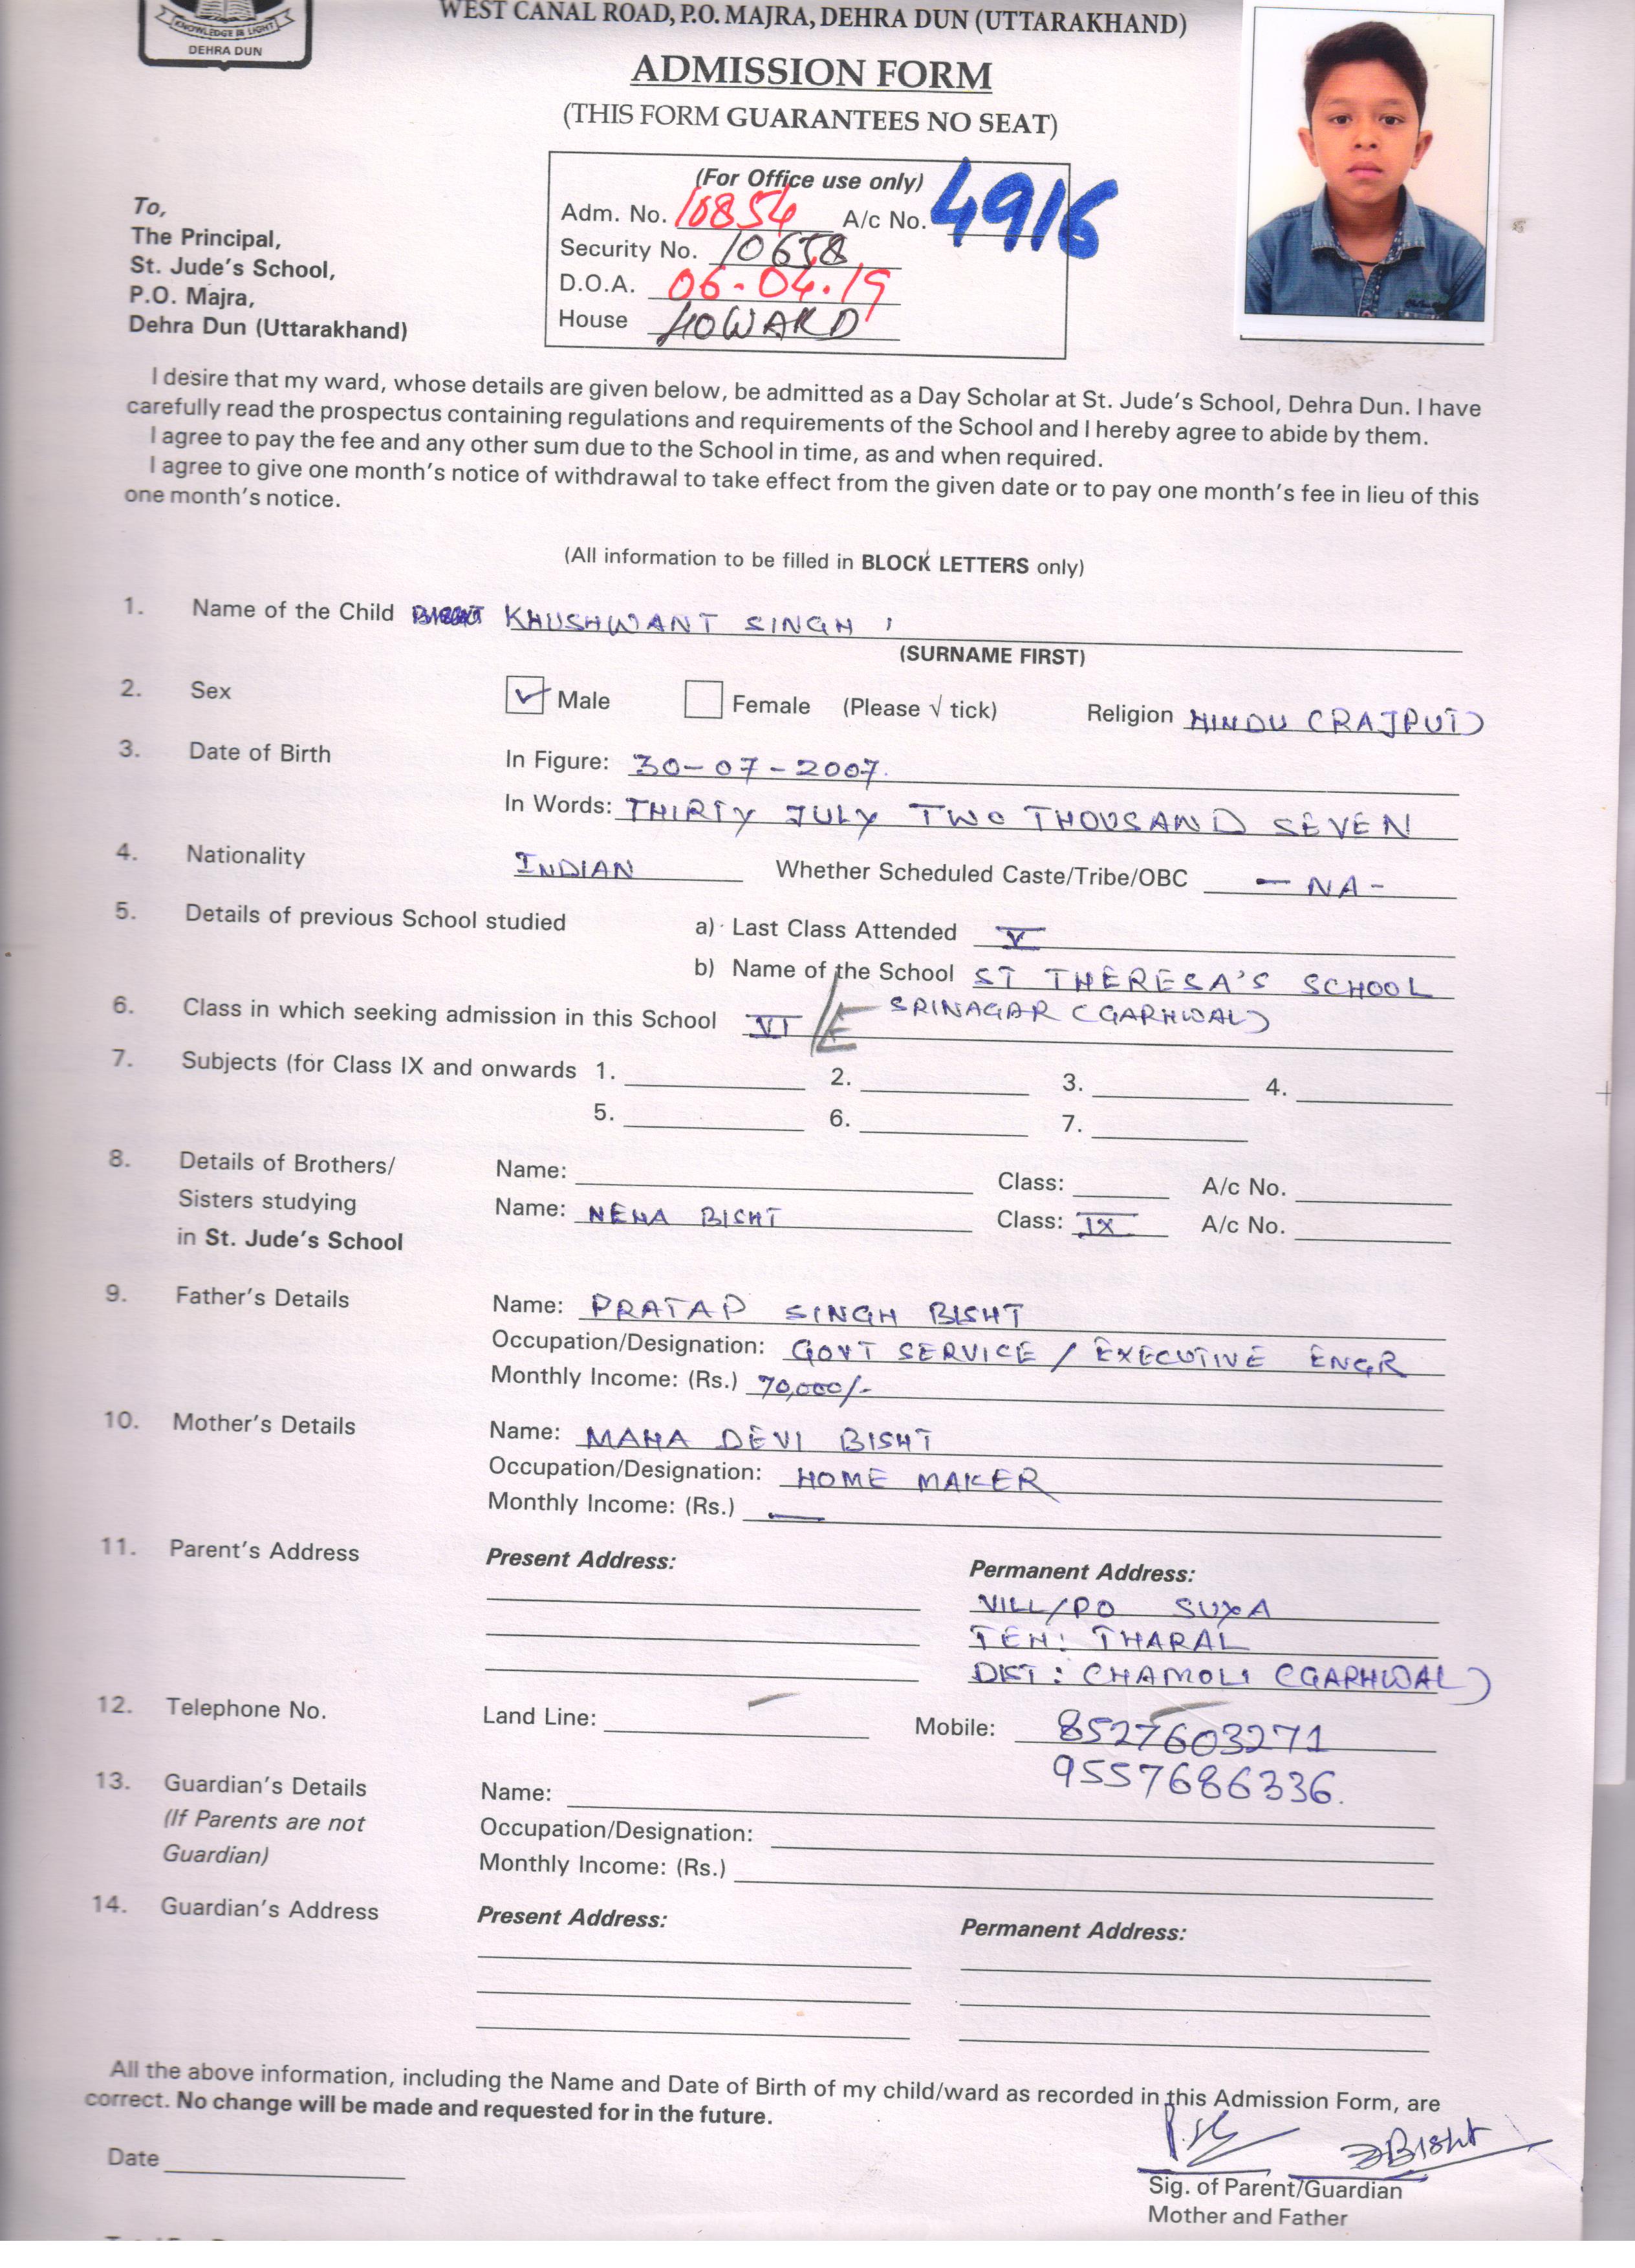 KNOWLEDGE IS LIGHT
DEHRA DUN
WEST CANAL ROAD, P.O. MAJRA, DEHRA DUN (UTTARAKHAND)
ADMISSION FORM
(THIS FORM GUARANTEES NO SEAT)
(For Office use only)
Adm. No. 10854 A/c No. 4916
Security No. 10658
D.O.A. 06-04-19
House HOWARD
To,
The Principal,
St. Jude's School,
P.O. Majra,
Dehra Dun (Uttarakhand)
I desire that my ward, whose details are given below, be admitted as a Day Scholar at St. Jude's School, Dehra Dun. I have
carefully read the prospectus containing regulations and requirements of the School and I hereby agree to abide by them.
I agree to pay the fee and any other sum due to the School in time, as and when required.
I agree to give one month's notice of withdrawal to take effect from the given date or to pay one month's fee in lieu of this
one month's notice.
(All information to be filled in BLOCK LETTERS only)
1. Name of the Child KHUSHWANT SINGH
(SURNAME FIRST)
2. Sex ✓ Male Female (Please √ tick) Religion HINDU (RAJPUT)
3. Date of Birth In Figure: 30-07-2007.
In Words: THIRTY JULY TWO THOUSAND SEVEN
4. Nationality INDIAN Whether Scheduled Caste/Tribe/OBC - NA -
5. Details of previous School studied a) Last Class Attended V
b) Name of the School ST THERESA'S SCHOOL
SRINAGAR (GARHWAL)
6. Class in which seeking admission in this School VI
7. Subjects (for Class IX and onwards 1. 2. 3. 4.
5. 6. 7.
8. Details of Brothers/ Name: Class: A/c No.
Sisters studying Name: NEHA BISHT Class: IX A/c No.
in St. Jude's School
9. Father's Details Name: PRATAP SINGH BISHT
Occupation/Designation: GOVT SERVICE / EXECUTIVE ENGR
Monthly Income: (Rs.) 70,000/-
10. Mother's Details Name: MAHA DEVI BISHT
Occupation/Designation: HOME MAKER
Monthly Income: (Rs.) —
11. Parent's Address Present Address: Permanent Address:
VILL/PO SUYA
TEH: THARAL
DIST: CHAMOLI (GARHWAL)
12. Telephone No. Land Line: Mobile: 8527603271
9557686336.
13. Guardian's Details Name:
(If Parents are not Occupation/Designation:
Guardian) Monthly Income: (Rs.)
14. Guardian's Address Present Address: Permanent Address:
All the above information, including the Name and Date of Birth of my child/ward as recorded in this Admission Form, are
correct. No change will be made and requested for in the future.
Bisht
Date
Sig. of Parent/Guardian
Mother and Father